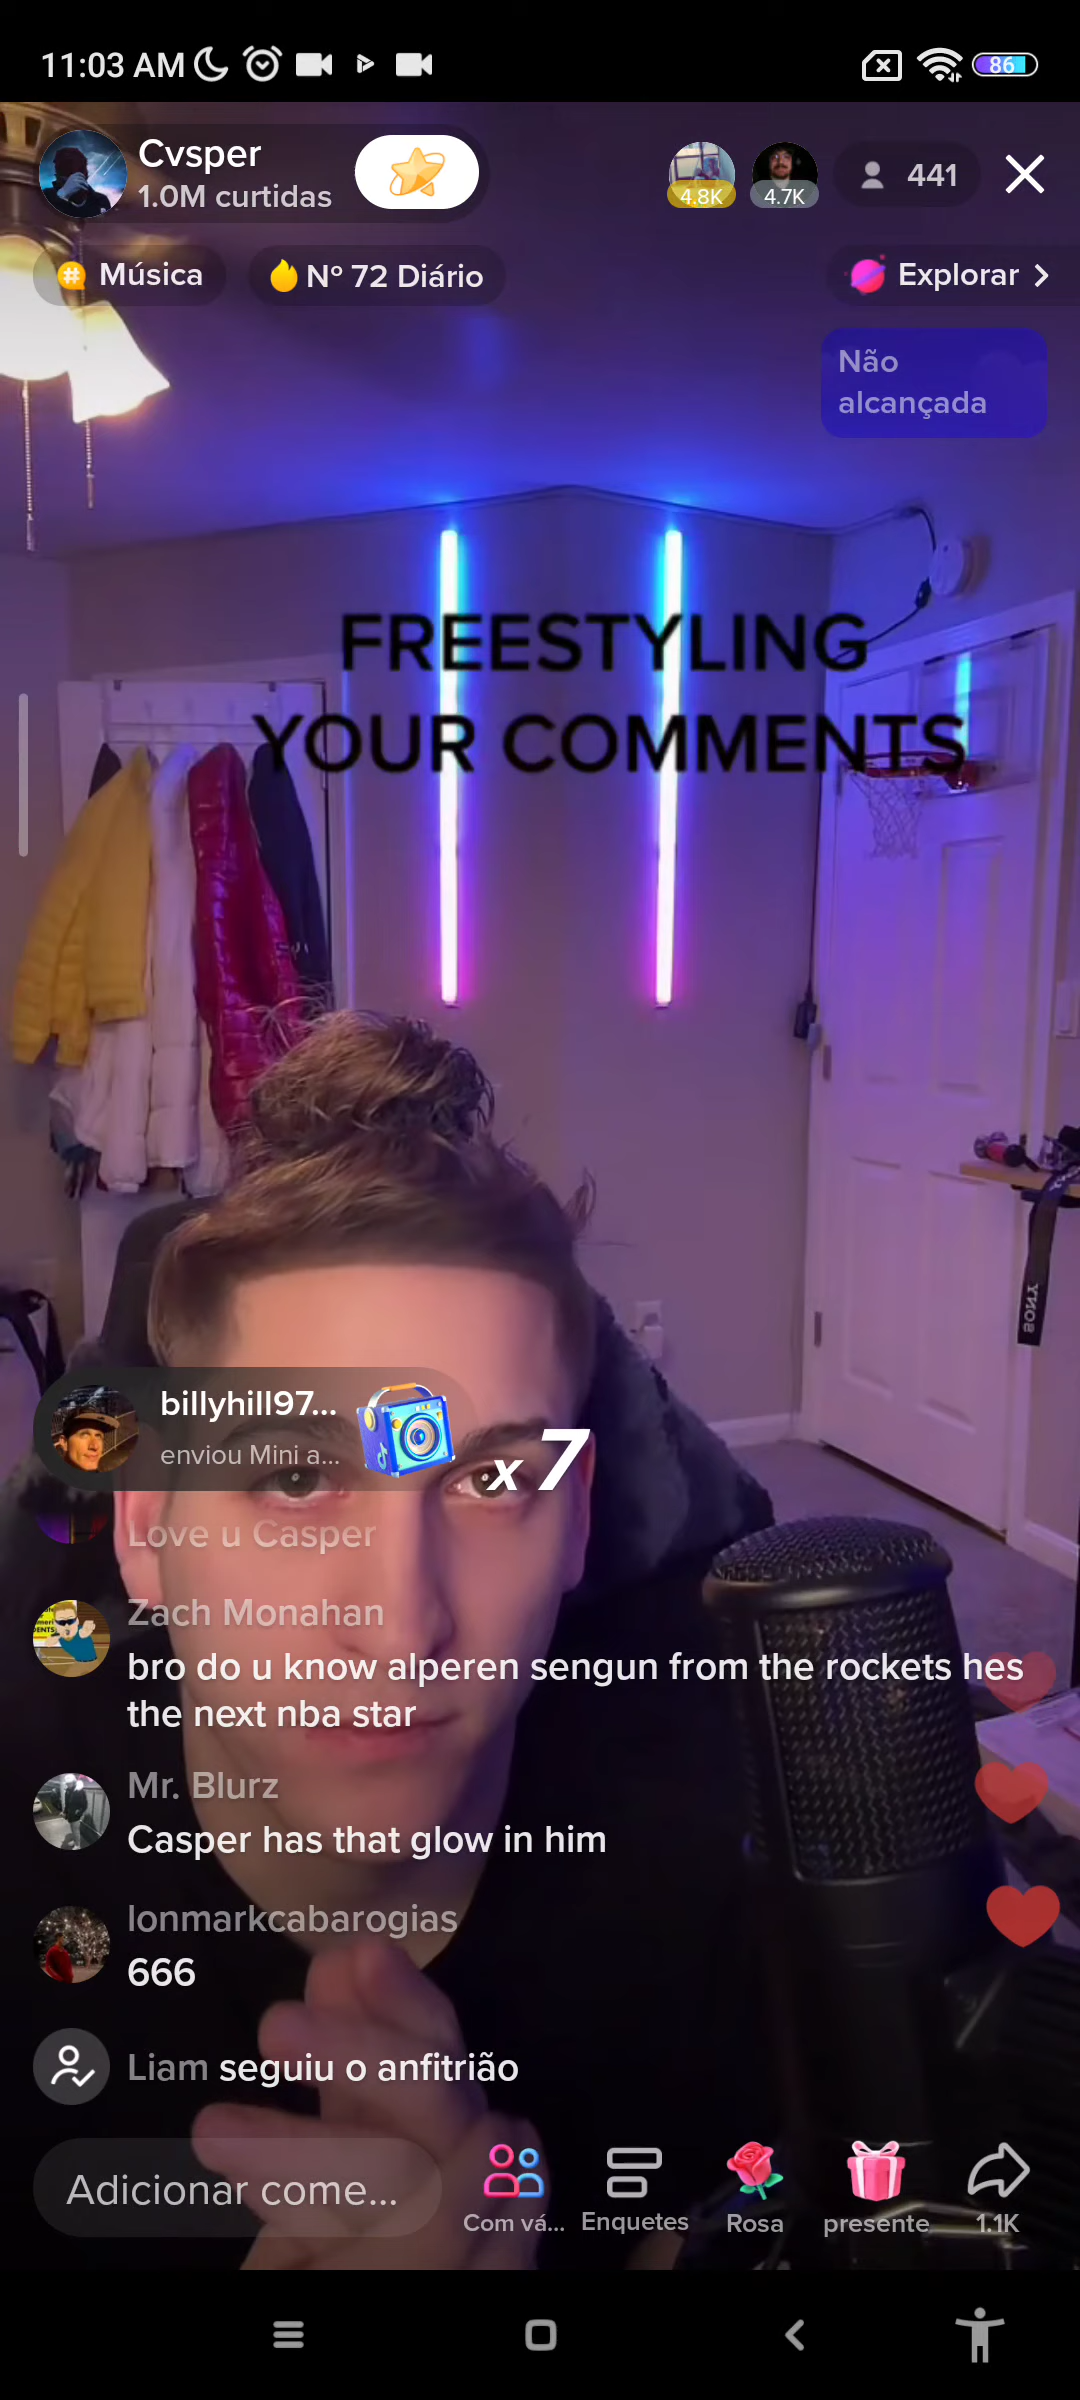 11:03 AM
86
Cvsper
1.0M curtidas
4.8K
4.7K
441
Música
Nº 72 Diário
Explorar
Não
alcançada
FREESTYLING
YOUR COMMENTS
SONY
billyhill97...
enviou Mini a...
x7
Love u Casper
Zach Monahan
bro do u know alperen sengun from the rockets hes
the next nba star
Mr. Blurz
Casper has that glow in him
lonmarkcabarogias
666
Liam seguiu o anfitrião
Adicionar come...
Com vá...
Enquetes
Rosa
presente
1.1K